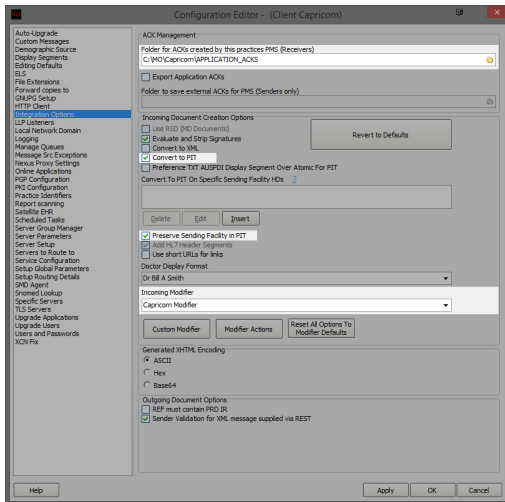 Configuration Editor - (Client Capricorn)
Auto-Upgrade
Custom Messages
Demographic Source
Display Segments
Editing Defaults
ELS
File Extensions
Forward copies to
GNUPG Setup
HTTP Client
Integration Options
LLP Listeners
Local Network Domain
Logging
Manage Queues
Message Src Exceptions
Nexus Proxy Settings
Online Applications
PGP Configuration
PKI Configuration
Practice Identifiers
Report scanning
Satellite EHR
Scheduled Tasks
Server Group Manager
Server Parameters
Server Setup
Servers to Route to
Service Configuration
Setup Global Parameters
Setup Routing Details
SMD Agent
Snomed Lookup
Specific Servers
TLS Servers
Upgrade Applications
Upgrade Users
Users and Passwords
XCN Fix
ACK Management
Folder for ACKs created by this practices PMS (Receivers)
C:\MO\Capricorn\APPLICATION_ACKS
Export Application ACKs
Folder to save external ACKs for PMS (Senders only)
Incoming Document Creation Options
Use RSD (MD Documents)
Evaluate and Strip Signatures
Convert to XML
Convert to PIT
Preference TXT AUSPDI Display Segment Over Atomic For PIT
Revert to Defaults
Convert To PIT On Specific Sending Facility HDs ?
Delete Edit Insert
Preserve Sending Facility in PIT
Add HL7 Header Segments
Use short URLs for links
Doctor Display Format
Dr Bill A Smith
Incoming Modifier
Capricorn Modifier
Custom Modifier Modifier Actions Reset All Options To
Modifier Defaults
Generated XHTML Encoding
ASCII
Hex
Base64
Outgoing Document Options
REF must contain PRD IR
Sender Validation for XML message supplied via REST
Help Apply OK Cancel